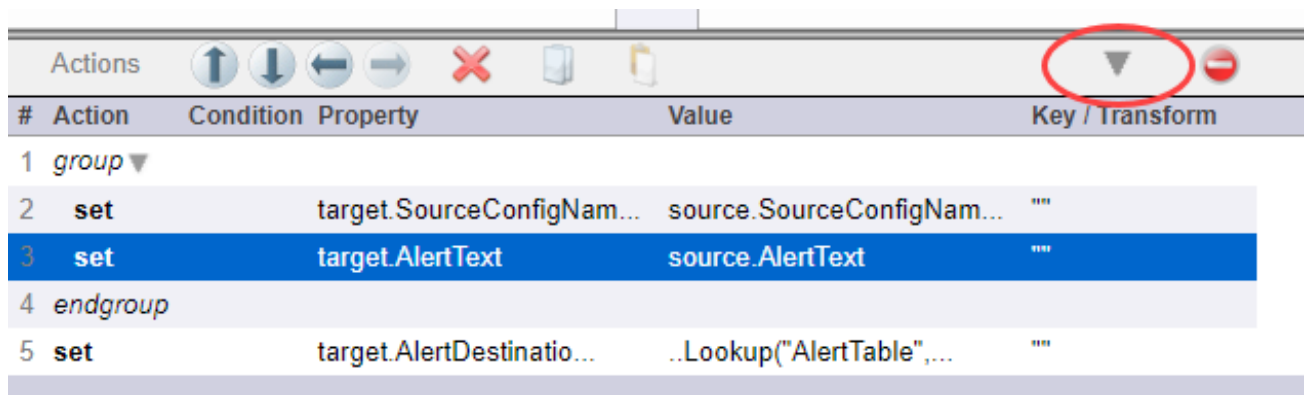 Actions
# Action Condition Property Value Key / Transform
1 group
2 set target.SourceConfigNam... source.SourceConfigNam... ""
3 set target.AlertText source.AlertText ""
4 endgroup
5 set target.AlertDestinatio... ..Lookup("AlertTable",... ""